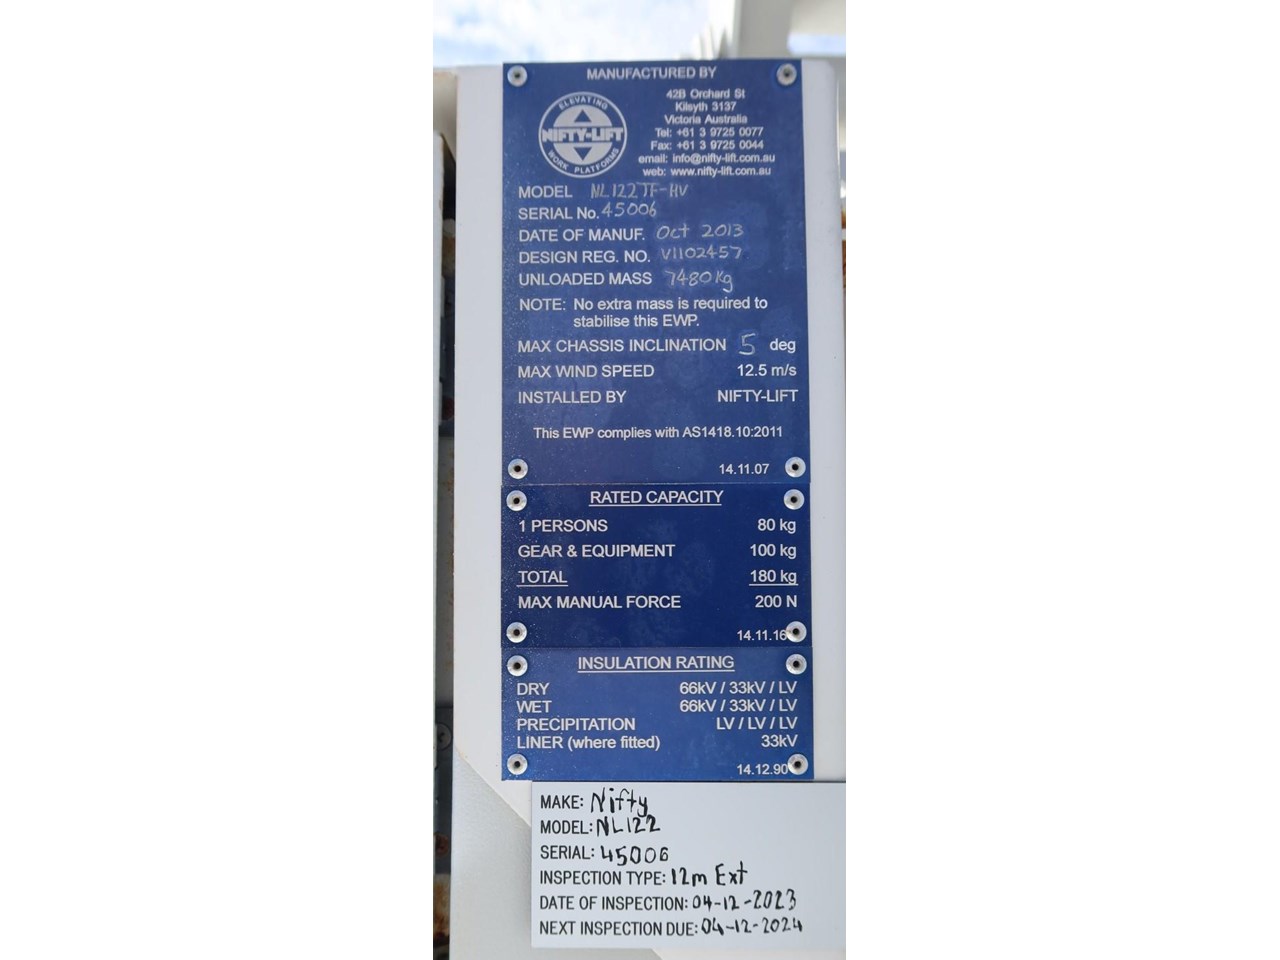 MANUFACTURED BY
ELEVATING
NIFTY-LIFT
WORK PLATFORMS
42B Orchard St
Kilsyth 3137
Victoria Australia
Tel: +61 3 9725 0077
Fax: +61 3 9725 0044
email: info@nifty-lift.com.au
web: www.nifty-lift.com.au
MODEL NL122TF-HV
SERIAL No. 45006
DATE OF MANUF. Oct 2013
DESIGN REG. NO. V1102457
UNLOADED MASS 7480kg
NOTE: No extra mass is required to
stabilise this EWP.
MAX CHASSIS INCLINATION 5 deg
MAX WIND SPEED 12.5 m/s
INSTALLED BY NIFTY-LIFT
This EWP complies with AS1418.10:2011
14.11.07
RATED CAPACITY
1 PERSONS 80 kg
GEAR & EQUIPMENT 100 kg
TOTAL 180 kg
MAX MANUAL FORCE 200 N
14.11.16
INSULATION RATING
DRY 66kV / 33kV / LV
WET 66kV / 33kV / LV
PRECIPITATION LV / LV / LV
LINER (where fitted) 33kV
14.12.90
MAKE: Nifty
MODEL: NL122
SERIAL: 45006
INSPECTION TYPE: 12m Ext
DATE OF INSPECTION: 04-12-2023
NEXT INSPECTION DUE: 04-12-2024